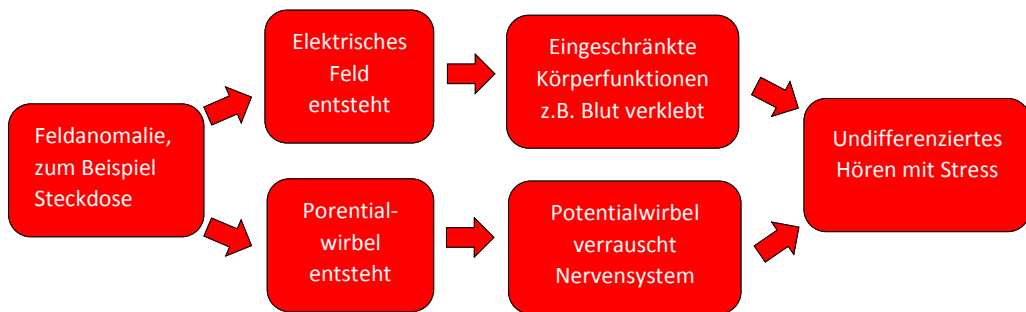 Feldanomalie,
zum Beispiel
Steckdose
Elektrisches
Feld
entsteht
Eingeschränkte
Körperfunktionen
z.B. Blut verklebt
Porential-
wirbel
entsteht
Potentialwirbel
verrauscht
Nervensystem
Undifferenziertes
Hören mit Stress